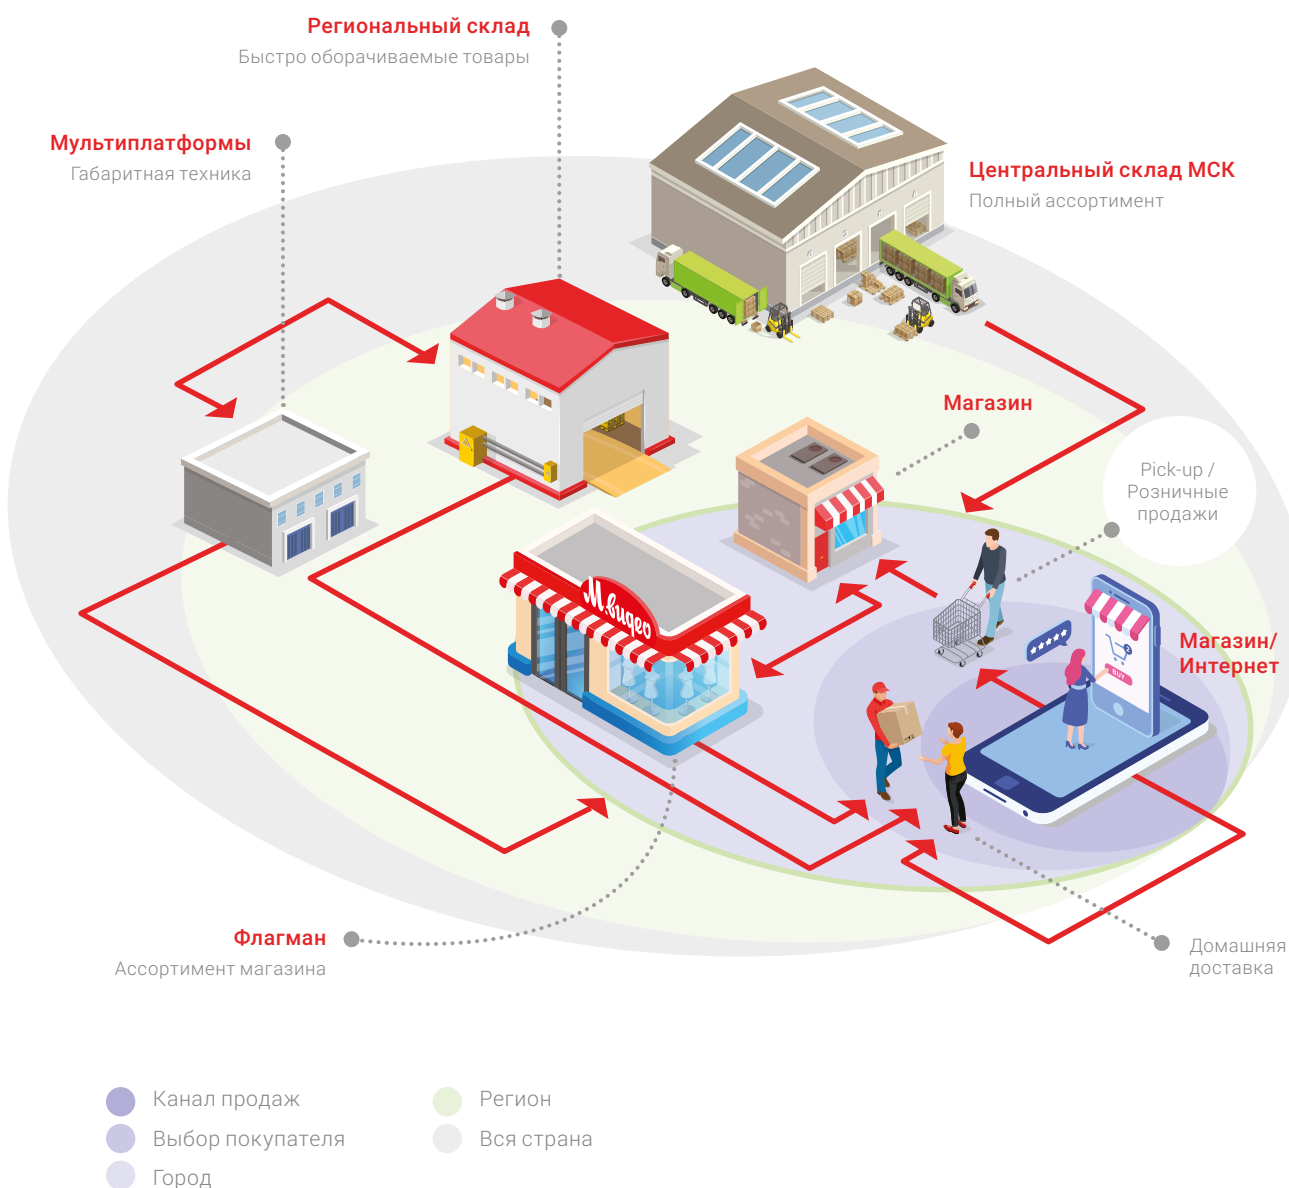 Региональный склад
Быстро оборачиваемые товары
Мультиплатформы
Габаритная техника
Центральный склад МСК
Полный ассортимент
Магазин
Pick-up /
Розничные
продажи
М.видео
BUY
Магазин/
Интернет
Флагман
Ассортимент магазина
Домашняя
доставка
Канал продаж
Выбор покупателя
Город
Регион
Вся страна